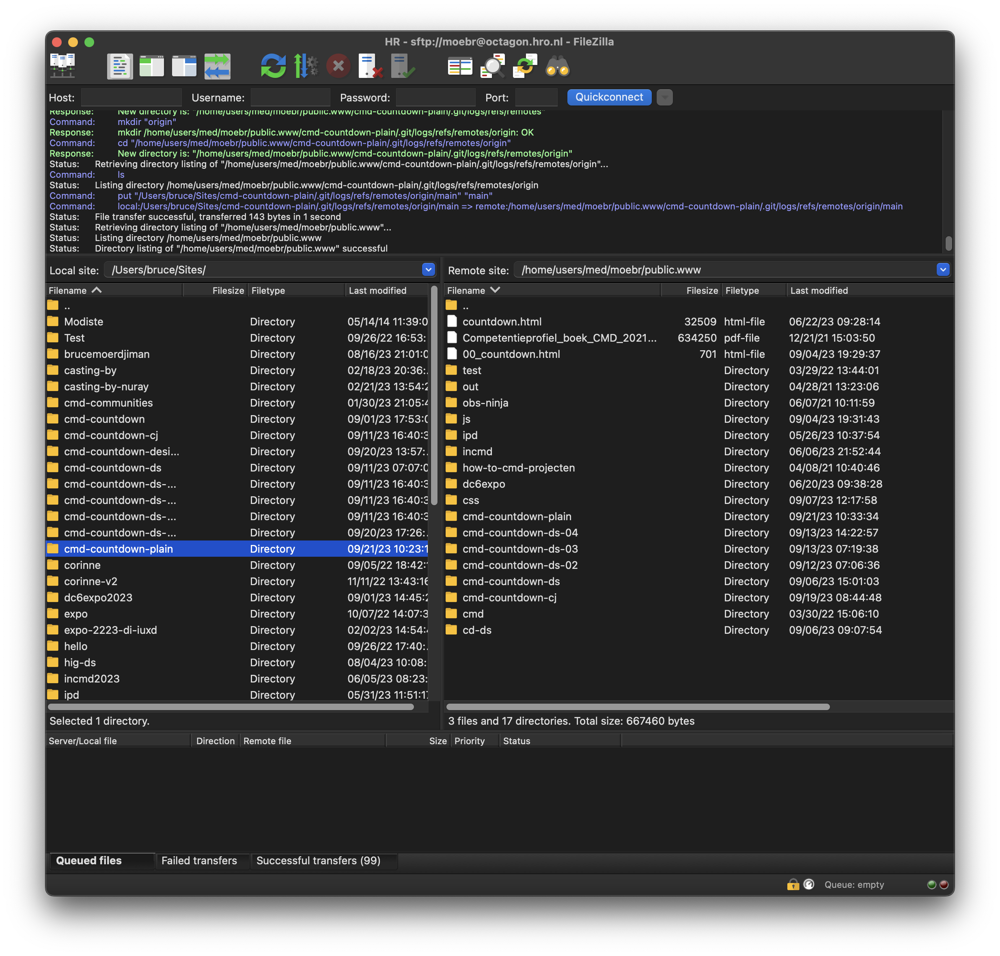 HR - sftp://moebr@octagon.hro.nl - FileZilla
Host: Username: Password: Port: Quickconnect
Response: New directory is: "/home/users/med/moebr/public.www/cmd-countdown-plain/.git/logs/refs/remotes"
Command: mkdir "origin"
Response: mkdir /home/users/med/moebr/public.www/cmd-countdown-plain/.git/logs/refs/remotes/origin: OK
Command: cd "/home/users/med/moebr/public.www/cmd-countdown-plain/.git/logs/refs/remotes/origin"
Response: New directory is: "/home/users/med/moebr/public.www/cmd-countdown-plain/.git/logs/refs/remotes/origin"
Status: Retrieving directory listing of "/home/users/med/moebr/public.www/cmd-countdown-plain/.git/logs/refs/remotes/origin"...
Command: ls
Status: Listing directory /home/users/med/moebr/public.www/cmd-countdown-plain/.git/logs/refs/remotes/origin
Command: put "/Users/bruce/Sites/cmd-countdown-plain/.git/logs/refs/remotes/origin/main" "main"
Command: local:/Users/bruce/Sites/cmd-countdown-plain/.git/logs/refs/remotes/origin/main => remote:/home/users/med/moebr/public.www/cmd-countdown-plain/.git/logs/refs/remotes/origin/main
Status: File transfer successful, transferred 143 bytes in 1 second
Status: Retrieving directory listing of "/home/users/med/moebr/public.www"...
Status: Listing directory /home/users/med/moebr/public.www
Status: Directory listing of "/home/users/med/moebr/public.www" successful
Local site: /Users/bruce/Sites/
Filename Filesize Filetype Last modified
..
Modiste Directory 05/14/14 11:39:0
Test Directory 09/26/22 16:53:
brucemoerdjiman Directory 08/16/23 21:01:0
casting-by Directory 02/18/23 20:36:.
casting-by-nuray Directory 02/21/23 13:54:2
cmd-communities Directory 01/30/23 21:05:4
cmd-countdown Directory 09/01/23 17:53:0
cmd-countdown-cj Directory 09/11/23 16:40:3
cmd-countdown-desi... Directory 09/20/23 13:57:.
cmd-countdown-ds Directory 09/11/23 07:07:0
cmd-countdown-ds-... Directory 09/11/23 16:40:3
cmd-countdown-ds-... Directory 09/11/23 16:40:3
cmd-countdown-ds-... Directory 09/11/23 16:40:3
cmd-countdown-ds-... Directory 09/20/23 17:26:.
cmd-countdown-plain Directory 09/21/23 10:23:1
corinne Directory 09/05/22 18:42:1
corinne-v2 Directory 11/11/22 13:43:16
dc6expo2023 Directory 09/01/23 14:45:2
expo Directory 10/07/22 14:07:3
expo-2223-di-iuxd Directory 02/02/23 14:54:4
hello Directory 09/26/22 17:40:.
hig-ds Directory 08/04/23 10:08:
incmd2023 Directory 06/05/23 08:23:
ipd Directory 05/31/23 11:51:17
Selected 1 directory.
Remote site: /home/users/med/moebr/public.www
Filename Filesize Filetype Last modified
..
countdown.html 32509 html-file 06/22/23 09:28:14
Competentieprofiel_boek_CMD_2021... 634250 pdf-file 12/21/21 15:03:50
00_countdown.html 701 html-file 09/04/23 19:29:37
test Directory 03/29/22 13:44:01
out Directory 04/28/21 13:23:06
obs-ninja Directory 06/07/21 10:11:59
js Directory 09/04/23 19:31:43
ipd Directory 05/26/23 10:37:54
incmd Directory 06/06/23 21:52:44
how-to-cmd-projecten Directory 04/08/21 10:40:46
dc6expo Directory 06/20/23 09:38:28
css Directory 09/07/23 12:17:58
cmd-countdown-plain Directory 09/21/23 10:33:34
cmd-countdown-ds-04 Directory 09/13/23 14:22:57
cmd-countdown-ds-03 Directory 09/13/23 07:19:38
cmd-countdown-ds-02 Directory 09/12/23 07:06:36
cmd-countdown-ds Directory 09/06/23 15:01:03
cmd-countdown-cj Directory 09/19/23 08:44:48
cmd Directory 03/30/22 15:06:10
cd-ds Directory 09/06/23 09:07:54
3 files and 17 directories. Total size: 667460 bytes
Server/Local file Direction Remote file Size Priority Status
Queued files Failed transfers Successful transfers (99)
Queue: empty